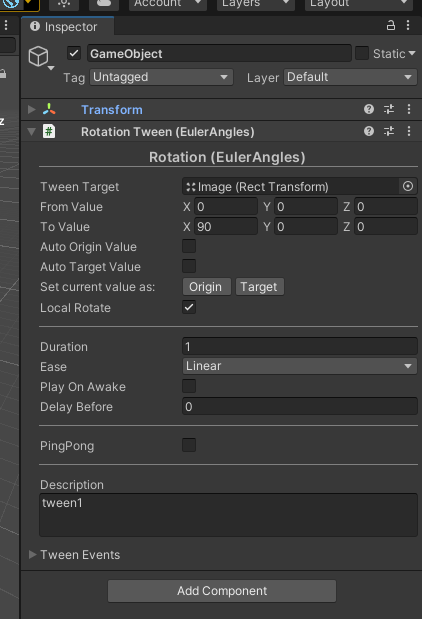 Account Layers Layout
Inspector
GameObject Static
Tag Untagged Layer Default
Transform
Rotation Tween (EulerAngles)
Rotation (EulerAngles)
Tween Target Image (Rect Transform)
From Value X 0 Y 0 Z 0
To Value X 90 Y 0 Z 0
Auto Origin Value
Auto Target Value
Set current value as: Origin Target
Local Rotate
Duration 1
Ease Linear
Play On Awake
Delay Before 0
PingPong
Description
tween1
Tween Events
Add Component